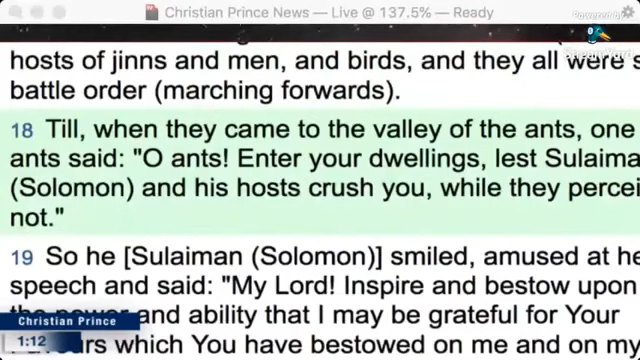 Christian Prince News — Live @ 137.5% — Ready
Powered by
StreamYard
hosts of jinns and men, and birds, and they all were s
battle order (marching forwards).
18 Till, when they came to the valley of the ants, one
ants said: "O ants! Enter your dwellings, lest Sulaima
(Solomon) and his hosts crush you, while they percei
not."
19 So he [Sulaiman (Solomon)] smiled, amused at he
speech and said: "My Lord! Inspire and bestow upon
and ability that I may be grateful for Your
which You have bestowed on me and on my
Christian Prince
1:12